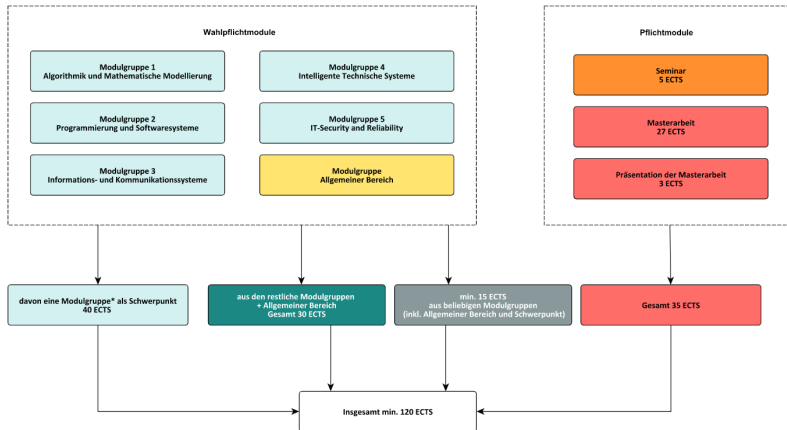 Wahlpflichtmodule
Modulgruppe 1
Algorithmik und Mathematische Modellierung
Modulgruppe 4
Intelligente Technische Systeme
Modulgruppe 2
Programmierung und Softwaresysteme
Modulgruppe 5
IT-Security and Reliability
Modulgruppe 3
Informations- und Kommunikationssysteme
Modulgruppe
Allgemeiner Bereich
Pflichtmodule
Seminar
5 ECTS
Masterarbeit
27 ECTS
Präsentation der Masterarbeit
3 ECTS
davon eine Modulgruppe* als Schwerpunkt
40 ECTS
aus den restliche Modulgruppen
+ Allgemeiner Bereich
Gesamt 30 ECTS
min. 15 ECTS
aus beliebigen Modulgruppen
(inkl. Allgemeiner Bereich und Schwerpunkt)
Gesamt 35 ECTS
Insgesamt min. 120 ECTS